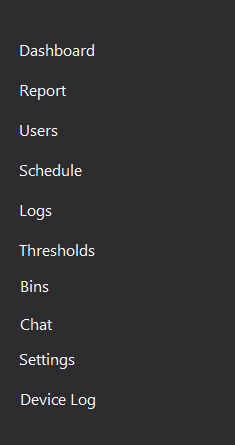 Dashboard
Report
Users
Schedule
Logs
Thresholds
Bins
Chat
Settings
Device Log